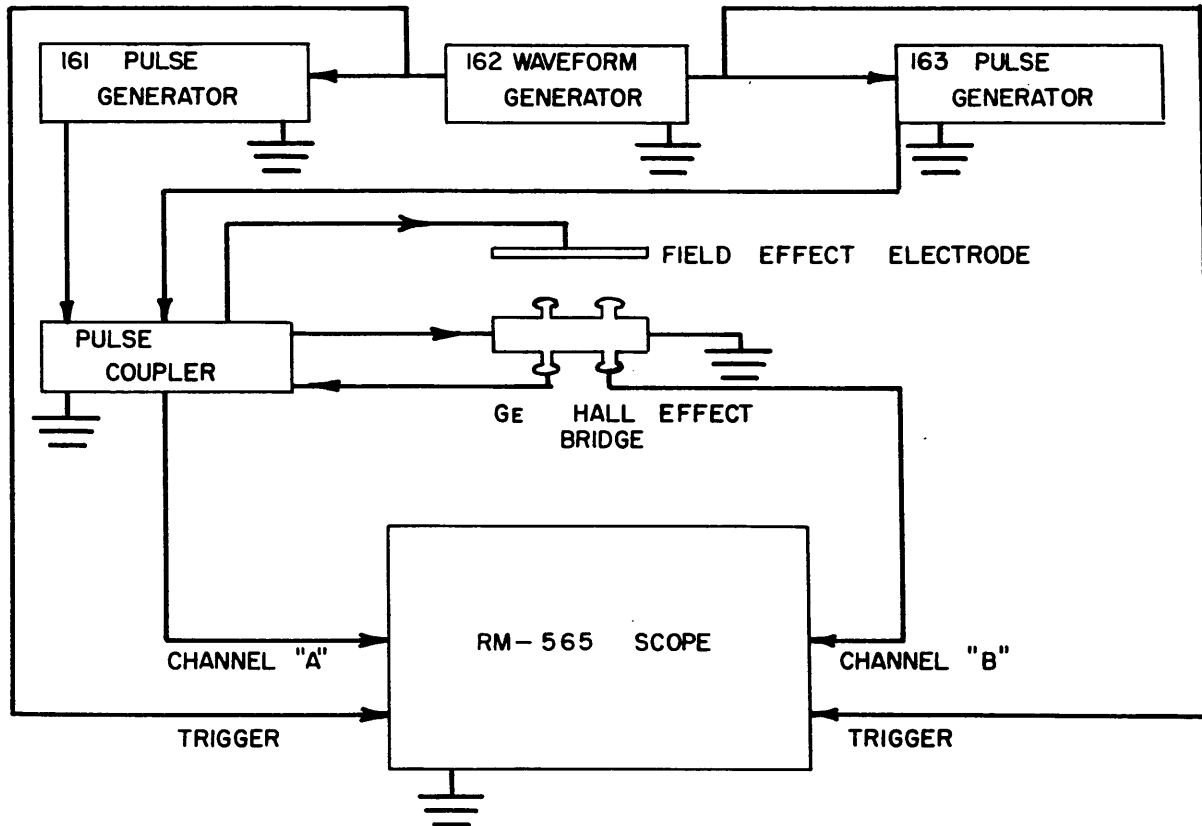 161 PULSE
GENERATOR
162 WAVEFORM
GENERATOR
163 PULSE
GENERATOR
FIELD EFFECT ELECTRODE
PULSE
COUPLER
GE HALL EFFECT
BRIDGE
RM-565 SCOPE
CHANNEL "A"
CHANNEL "B"
TRIGGER
TRIGGER